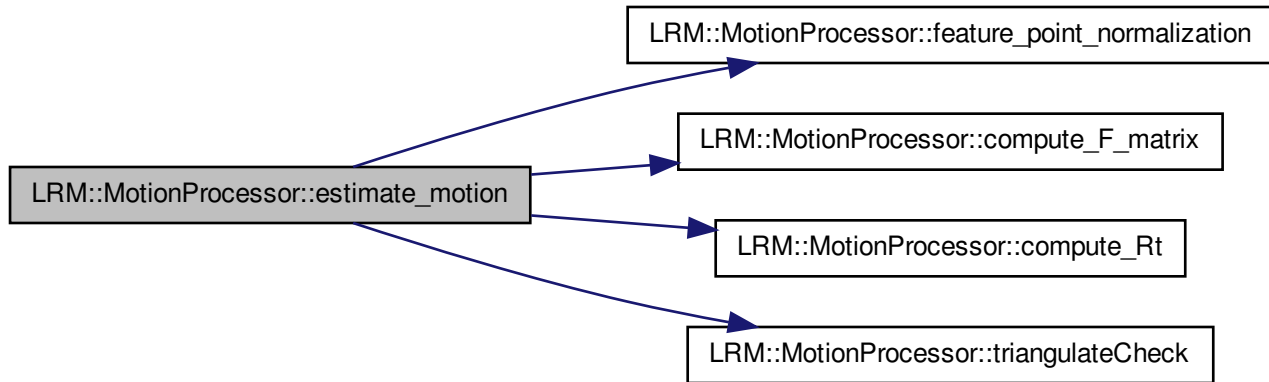 LRM::MotionProcessor::feature_point_normalization
LRM::MotionProcessor::compute_F_matrix
LRM::MotionProcessor::estimate_motion
LRM::MotionProcessor::compute_Rt
LRM::MotionProcessor::triangulateCheck